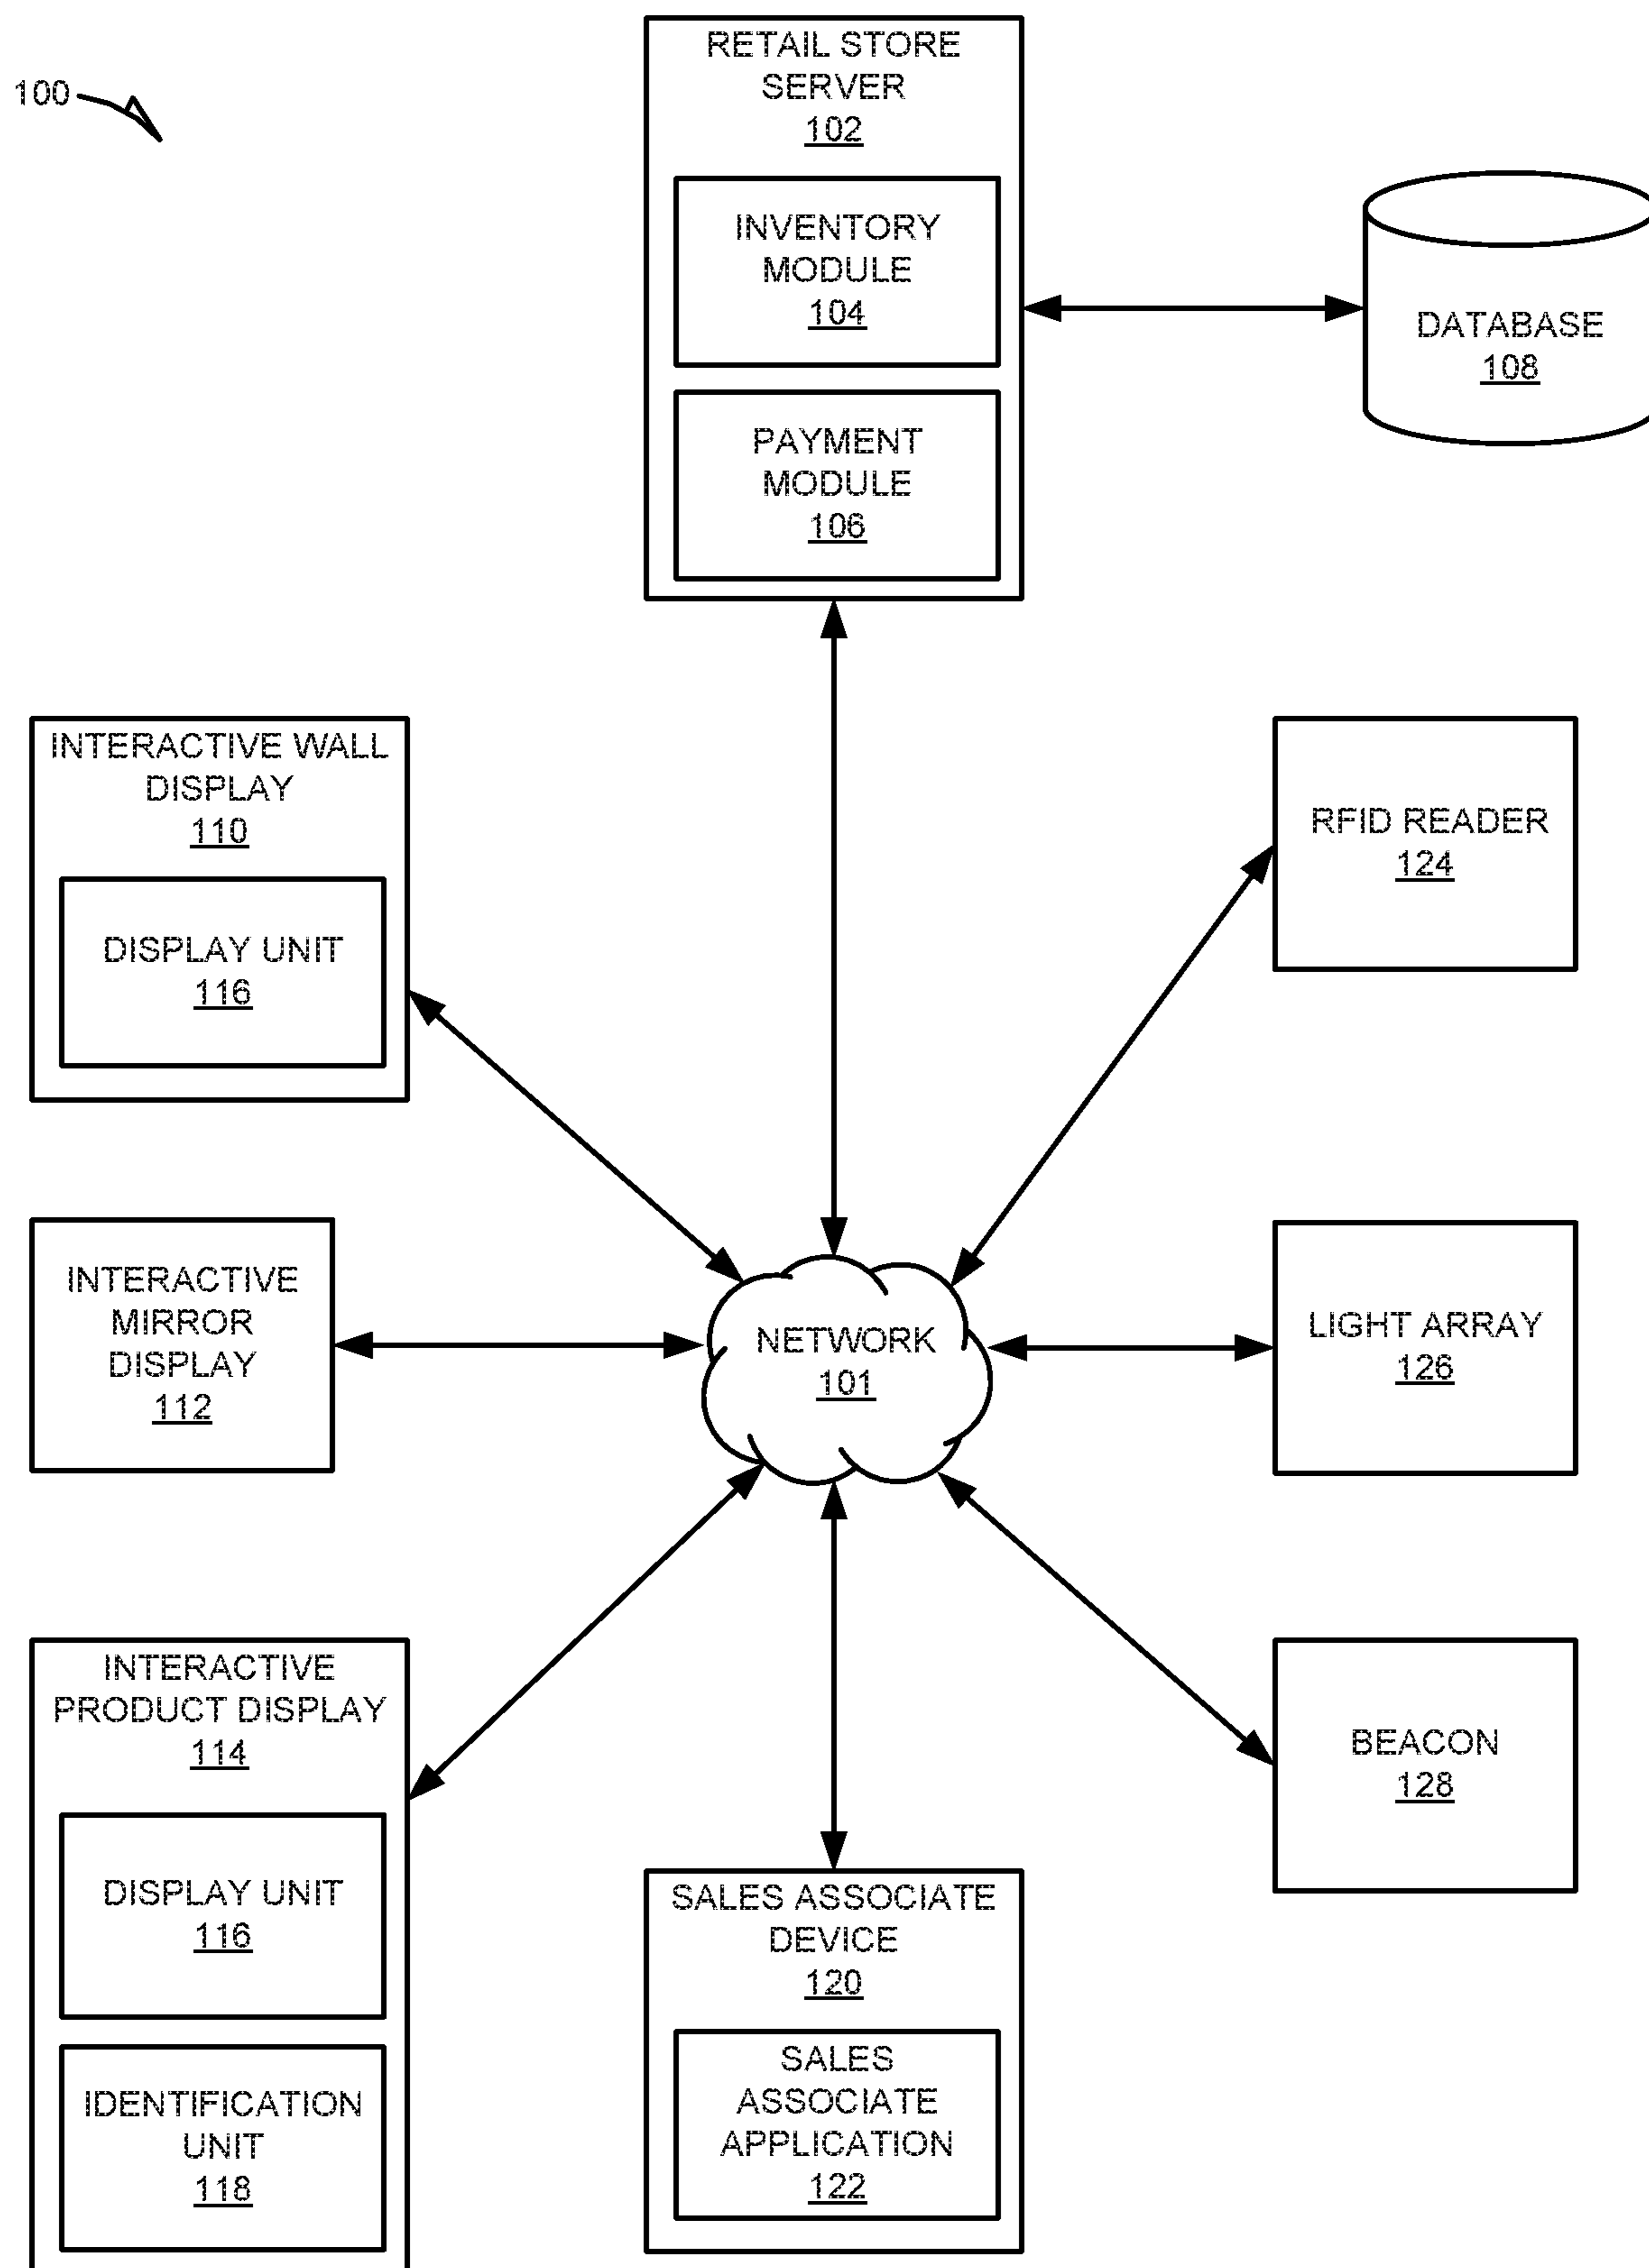 100
RETAIL STORE
SERVER
102
INVENTORY
MODULE
104
PAYMENT
MODULE
106
DATABASE
108
INTERACTIVE WALL
DISPLAY
110
DISPLAY UNIT
116
RFID READER
124
INTERACTIVE
MIRROR
DISPLAY
112
NETWORK
101
LIGHT ARRAY
126
INTERACTIVE
PRODUCT DISPLAY
114
DISPLAY UNIT
116
IDENTIFICATION
UNIT
118
SALES ASSOCIATE
DEVICE
120
SALES
ASSOCIATE
APPLICATION
122
BEACON
128